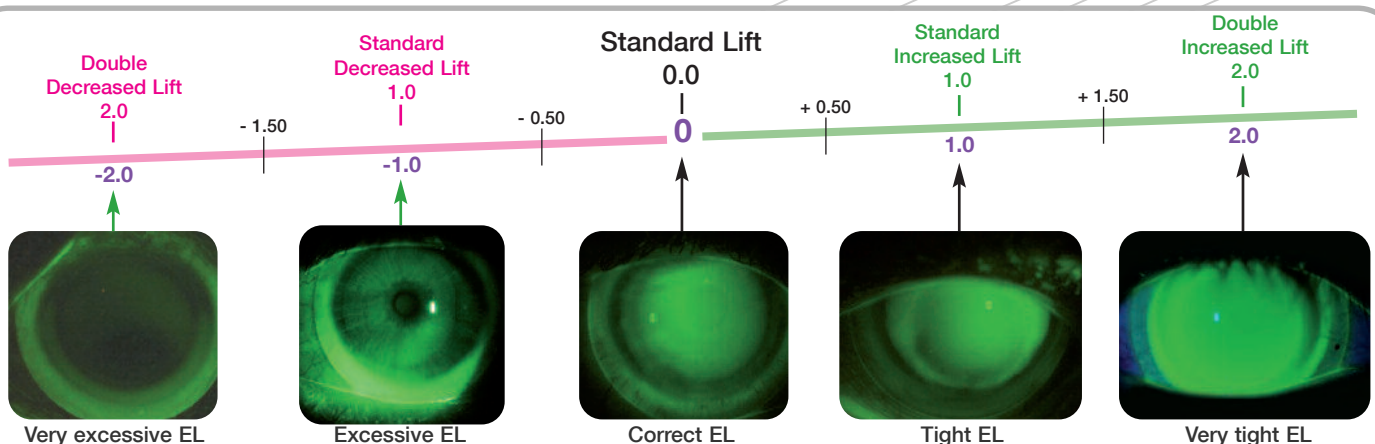 Double
Decreased Lift
2.0
Standard
Decreased Lift
1.0
Standard Lift
0.0
Standard
Increased Lift
1.0
Double
Increased Lift
2.0
- 1.50
- 0.50
+ 0.50
+ 1.50
-2.0
-1.0
0
1.0
2.0
Very excessive EL
Excessive EL
Correct EL
Tight EL
Very tight EL